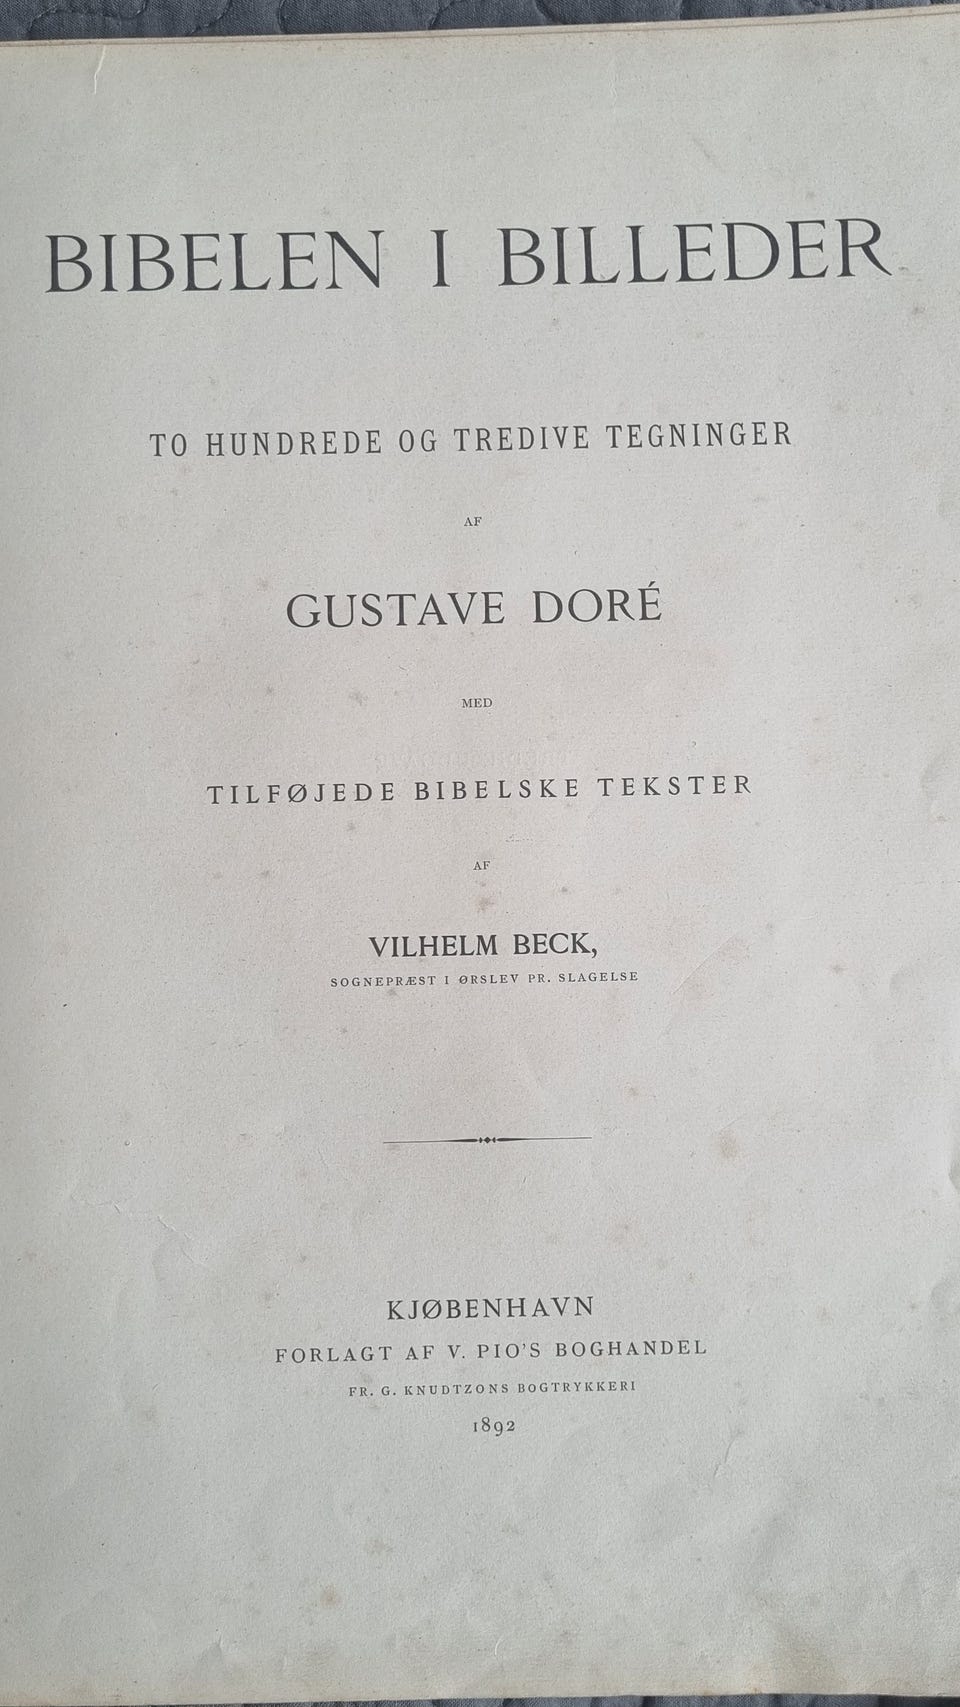 BIBELEN I BILLEDER
TO HUNDREDE OG TREDIVE TEGNINGER
AF
GUSTAVE DORÉ
MED
TILFØJEDE BIBELSKE TEKSTER
AF
VILHELM BECK,
SOGNEPRÆST I ØRSLEV PR. SLAGELSE
KJØBENHAVN
FORLAGT AF V. PIO'S BOGHANDEL
FR. G. KNUDTZONS BOGTRYKKERI
1892